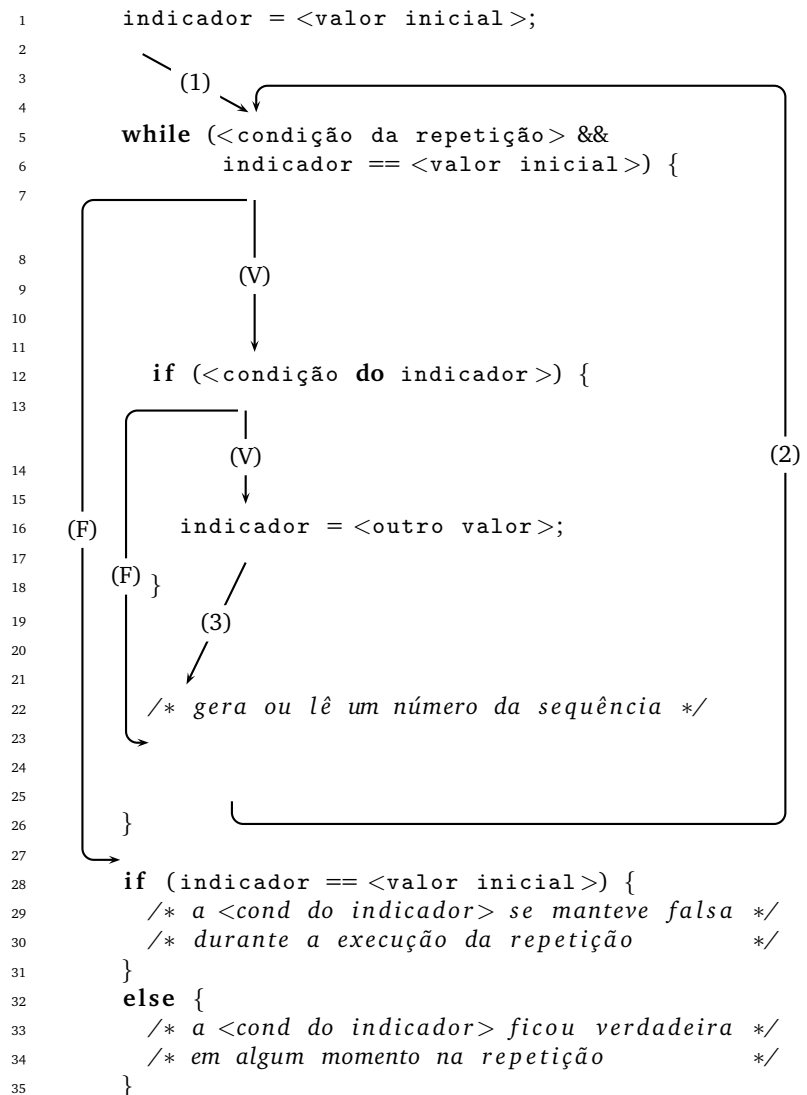 1 indicador = <valor inicial>;
2
3 (1)
4
5 while (<condição da repetição> &&
6 indicador == <valor inicial>) {
7
8
9 (V)
10
11
12 if (<condição do indicador>) {
13
(V) (2)
14
15
16 (F) indicador = <outro valor>;
17
18 (F) }
19 (3)
20
21
22 /* gera ou lê um número da sequência */
23
24
25
26 }
27
28 if (indicador == <valor inicial>) {
29 /* a <cond do indicador> se manteve falsa */
30 /* durante a execução da repetição */
31 }
32 else {
33 /* a <cond do indicador> ficou verdadeira */
34 /* em algum momento na repetição */
35 }